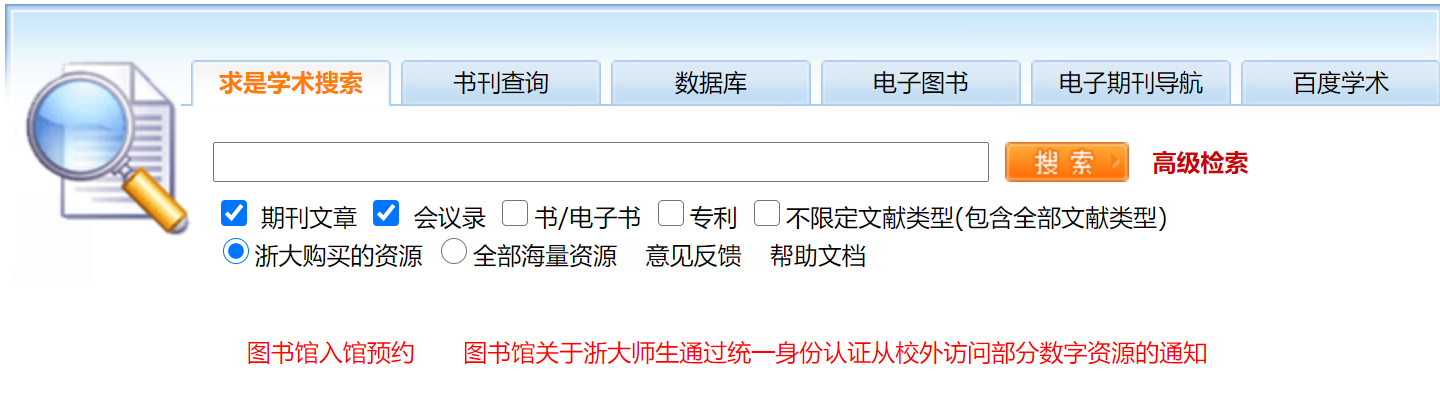 求是学术搜索 书刊查询 数据库 电子图书 电子期刊导航 百度学术
搜 索 高级检索
期刊文章 会议录 书/电子书 专利 不限定文献类型(包含全部文献类型)
浙大购买的资源 全部海量资源 意见反馈 帮助文档
图书馆入馆预约 图书馆关于浙大师生通过统一身份认证从校外访问部分数字资源的通知